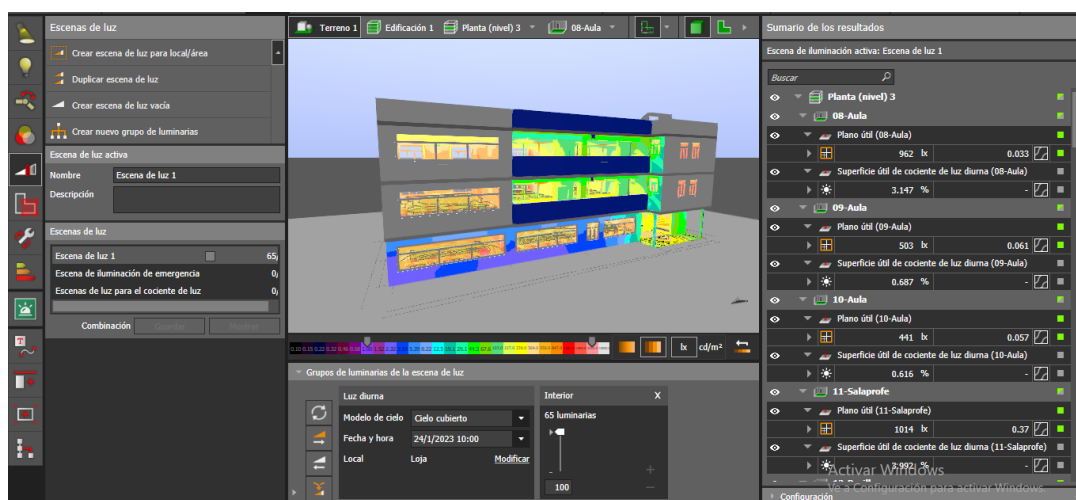 Escenas de luz
Crear escena de luz para local/área
Duplicar escena de luz
Crear escena de luz vacía
Crear nuevo grupo de luminarias
Escena de luz activa
Nombre Escena de luz 1
Descripción
Escenas de luz
Escena de luz 1 65/
Escena de iluminación de emergencia 0/
Escenas de luz para el cociente de luz 0/
Combinación Guardar Mostrar
Terreno 1 Edificación 1 Planta (nivel) 3 08-Aula
lx cd/m²
Grupos de luminarias de la escena de luz
Luz diurna
Modelo de cielo Cielo cubierto
Fecha y hora 24/1/2023 10:00
Local Loja Modificar
Interior X
65 luminarias
100
Sumario de los resultados
Escena de iluminación activa: Escena de luz 1
Buscar
Planta (nivel) 3
08-Aula
Plano útil (08-Aula)
962 lx 0.033
Superficie útil de cociente de luz diurna (08-Aula)
3.147 % -
09-Aula
Plano útil (09-Aula)
503 lx 0.061
Superficie útil de cociente de luz diurna (09-Aula)
0.687 % -
10-Aula
Plano útil (10-Aula)
441 lx 0.057
Superficie útil de cociente de luz diurna (10-Aula)
0.616 % -
11-Salaprofe
Plano útil (11-Salaprofe)
1014 lx 0.37
Superficie útil de cociente de luz diurna (11-Salaprofe)
3.992 % -
Activar Windows
Ve a Configuración para activar Windows.
Configuración